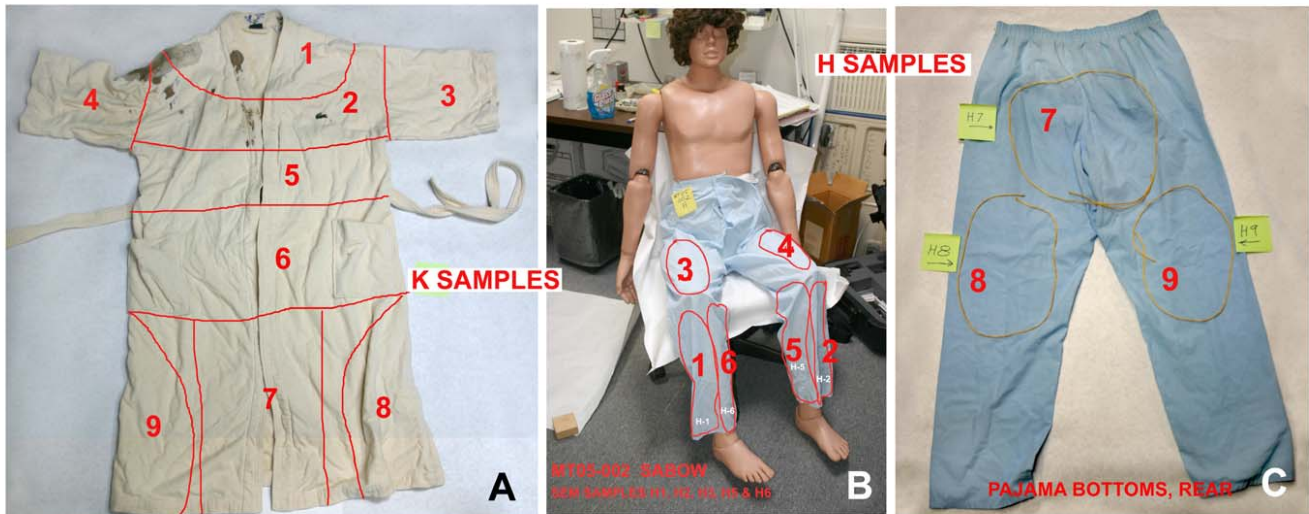 1
2
3
4
5
6
7
8
9
A
K SAMPLES
H SAMPLES
3
4
1
6
5
2
H-5
H-2
H-1
H-6
MT05-002 SABOW
SEM SAMPLES H1, H2, H3, H5 & H6
B
H7
7
H8
8
H9
9
PAJAMA BOTTOMS, REAR
C